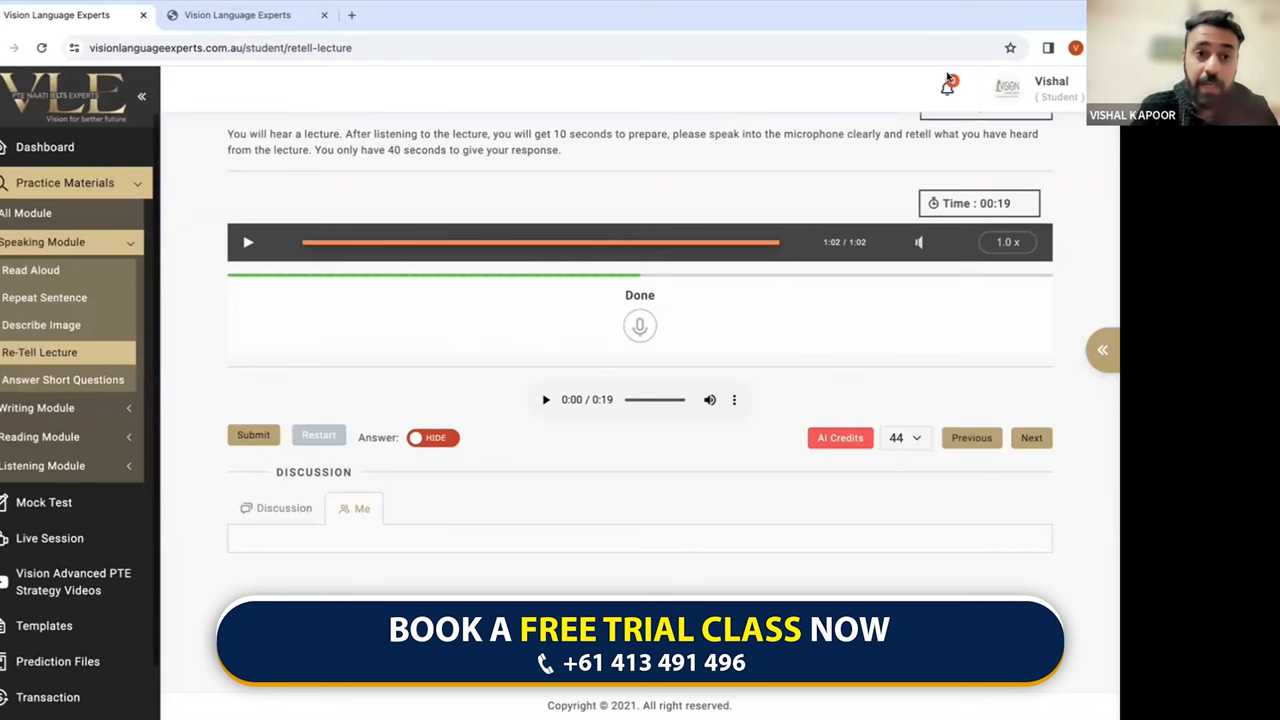 Vision Language Experts
Vision Language Experts
visionlanguageexperts.com.au/student/retell-lecture
V
VLE
PTE NAATI IELTS EXPERTS
Vision for better future
Vishal
( Student )
VISHAL KAPOOR
Dashboard
Practice Materials
All Module
Speaking Module
Read Aloud
Repeat Sentence
Describe Image
Re-Tell Lecture
Answer Short Questions
Writing Module
Reading Module
Listening Module
Mock Test
Live Session
Vision Advanced PTE
Strategy Videos
Templates
Prediction Files
Transaction
You will hear a lecture. After listening to the lecture, you will get 10 seconds to prepare, please speak into the microphone clearly and retell what you have heard
from the lecture. You only have 40 seconds to give your response.
Time : 00:19
1:02 / 1:02
1.0 x
Done
0:00 / 0:19
Submit Restart Answer: HIDE AI Credits 44 Previous Next
DISCUSSION
Discussion Me
BOOK A FREE TRIAL CLASS NOW
+61 413 491 496
Copyright © 2021. All right reserved.